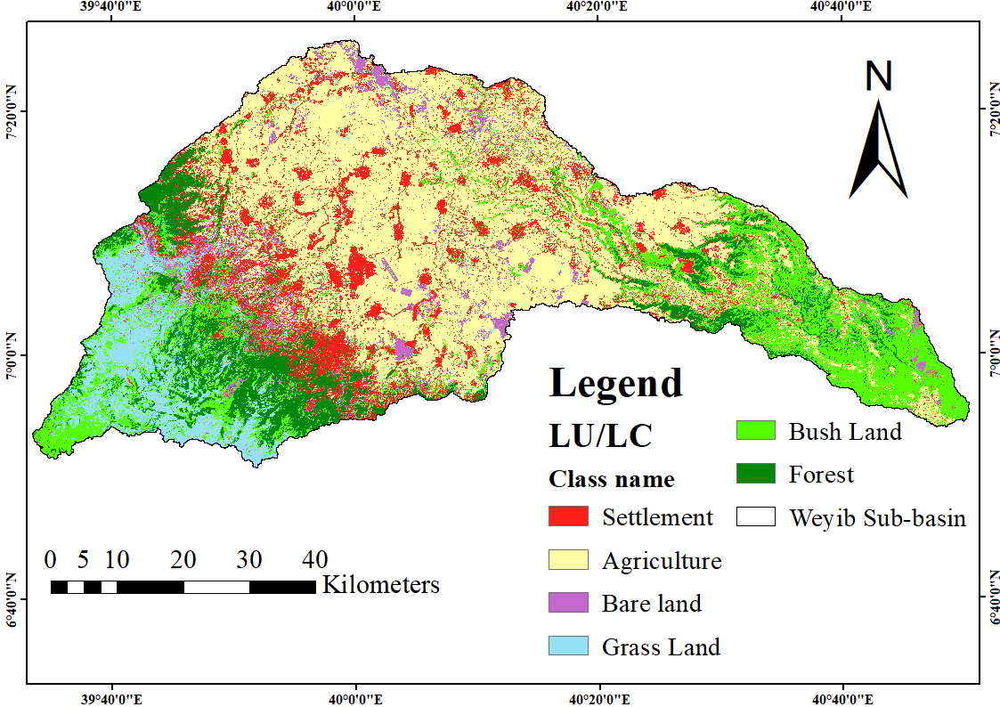 39°40'0"E 40°0'0"E 40°20'0"E 40°40'0"E
N
7°20'0"N 7°20'0"N
7°0'0"N 7°0'0"N
Legend
LU/LC
Class name
Settlement
Agriculture
Bare land
Grass Land
Bush Land
Forest
Weyib Sub-basin
0 5 10 20 30 40
Kilometers
6°40'0"N 6°40'0"N
39°40'0"E 40°0'0"E 40°20'0"E 40°40'0"E